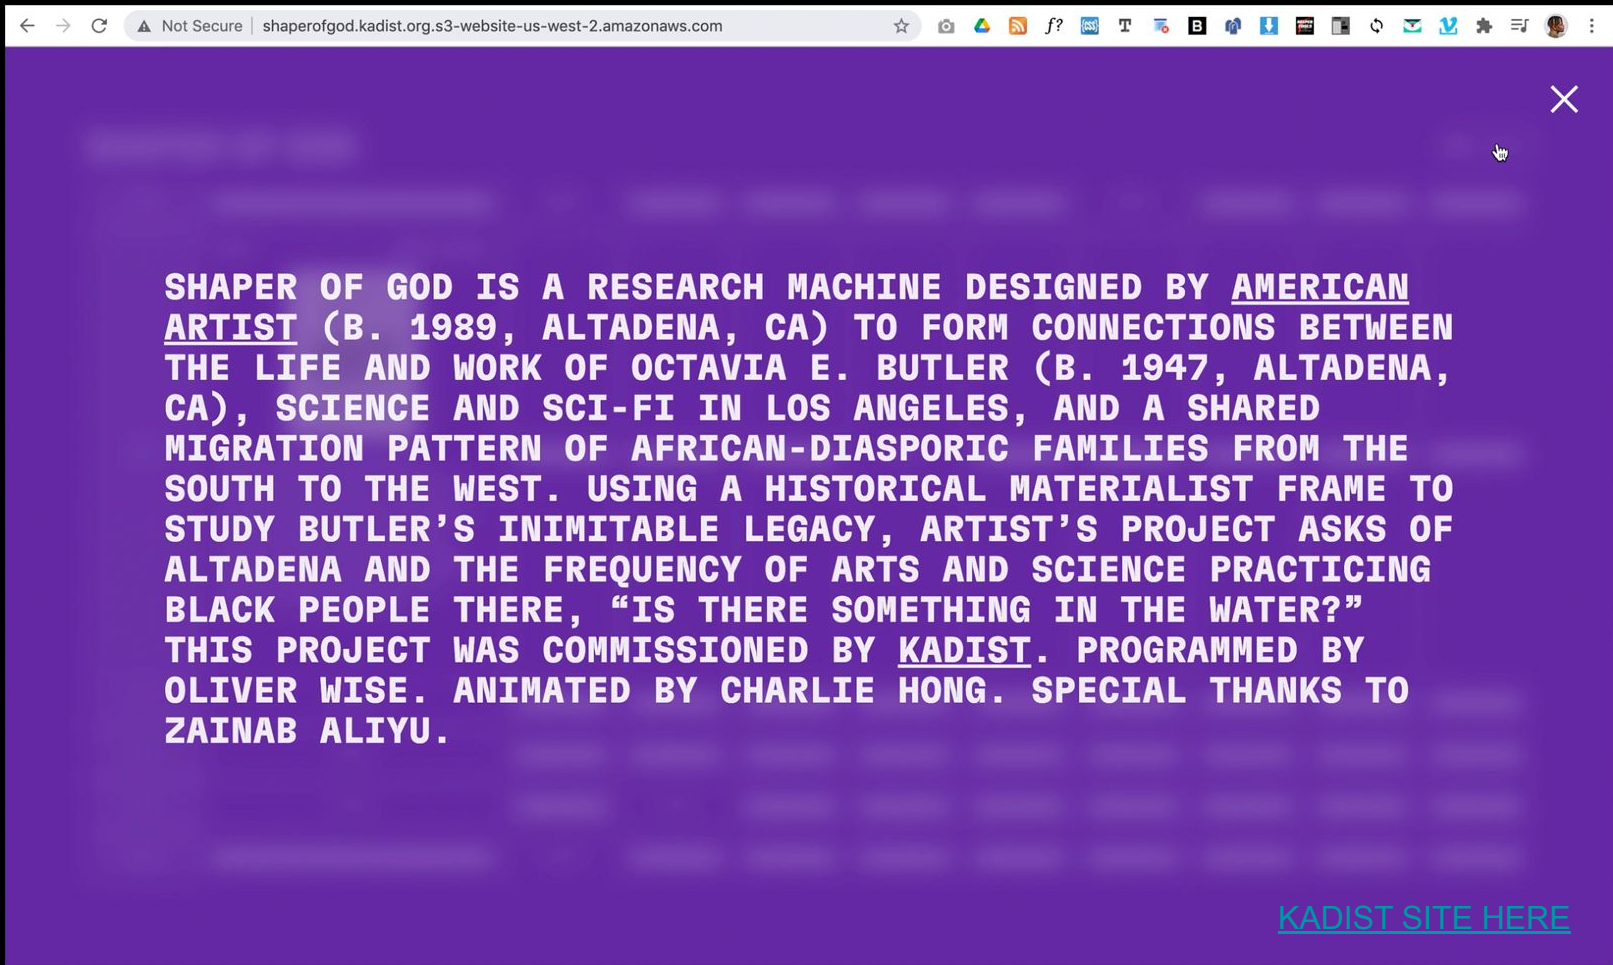 Not Secure | shaperofgod.kadist.org.s3-website-us-west-2.amazonaws.com
SHAPER OF GOD IS A RESEARCH MACHINE DESIGNED BY AMERICAN
ARTIST (B. 1989, ALTADENA, CA) TO FORM CONNECTIONS BETWEEN
THE LIFE AND WORK OF OCTAVIA E. BUTLER (B. 1947, ALTADENA,
CA), SCIENCE AND SCI-FI IN LOS ANGELES, AND A SHARED
MIGRATION PATTERN OF AFRICAN-DIASPORIC FAMILIES FROM THE
SOUTH TO THE WEST. USING A HISTORICAL MATERIALIST FRAME TO
STUDY BUTLER’S INIMITABLE LEGACY, ARTIST’S PROJECT ASKS OF
ALTADENA AND THE FREQUENCY OF ARTS AND SCIENCE PRACTICING
BLACK PEOPLE THERE, “IS THERE SOMETHING IN THE WATER?”
THIS PROJECT WAS COMMISSIONED BY KADIST. PROGRAMMED BY
OLIVER WISE. ANIMATED BY CHARLIE HONG. SPECIAL THANKS TO
ZAINAB ALIYU.
KADIST SITE HERE